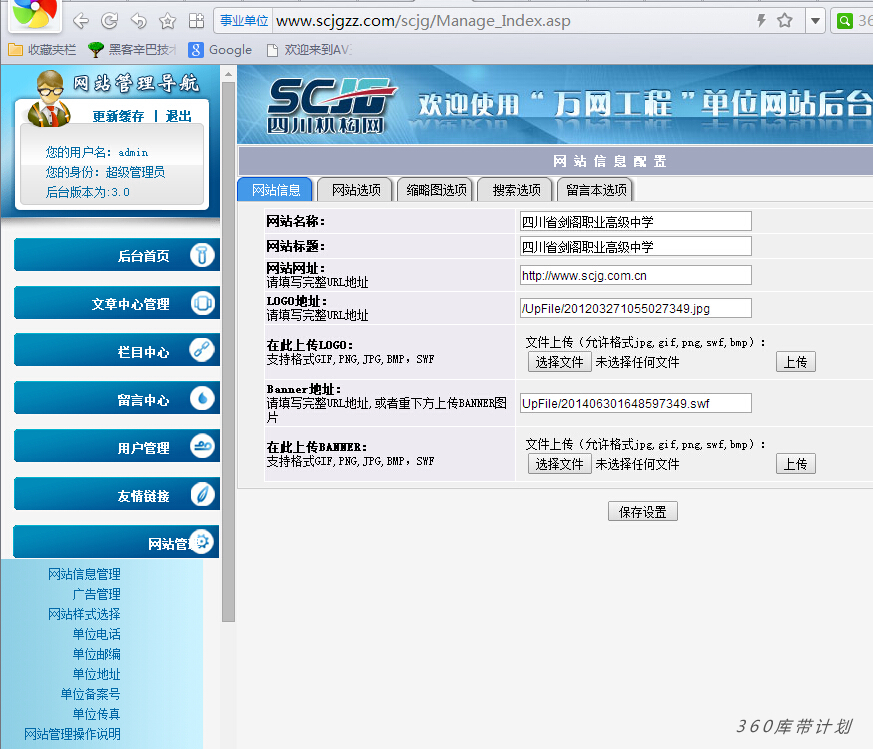 事业单位 www.scjgzz.com/scjg/Manage_Index.asp
收藏夹栏 黑客辛巴技术 Google 欢迎来到AV
网站管理导航
更新缓存 | 退出
您的用户名：admin
您的身份：超级管理员
后台版本为:3.0
SCJG
四川机构网
欢迎使用“万网工程”单位网站后台
网站信息配置
网站信息 网站选项 缩略图选项 搜索选项 留言本选项
后台首页
文章中心管理
栏目中心
留言中心
用户管理
友情链接
网站管
网站信息管理
广告管理
网站样式选择
单位电话
单位邮编
单位地址
单位备案号
单位传真
网站管理操作说明
网站名称： 四川省剑阁职业高级中学
网站标题： 四川省剑阁职业高级中学
网站网址： http://www.scjg.com.cn
请填写完整URL地址
LOGO地址： /UpFile/201203271055027349.jpg
请填写完整URL地址
在此上传LOGO： 文件上传（允许格式jpg,gif,png,swf,bmp）：
支持格式GIF,PNG,JPG,BMP，SWF 选择文件 未选择任何文件 上传
Banner地址： UpFile/201406301648597349.swf
请填写完整URL地址,或者重下方上传BANNER图
片
在此上传BANNER： 文件上传（允许格式jpg,gif,png,swf,bmp）：
支持格式GIF,PNG,JPG,BMP，SWF 选择文件 未选择任何文件 上传
保存设置
360库带计划